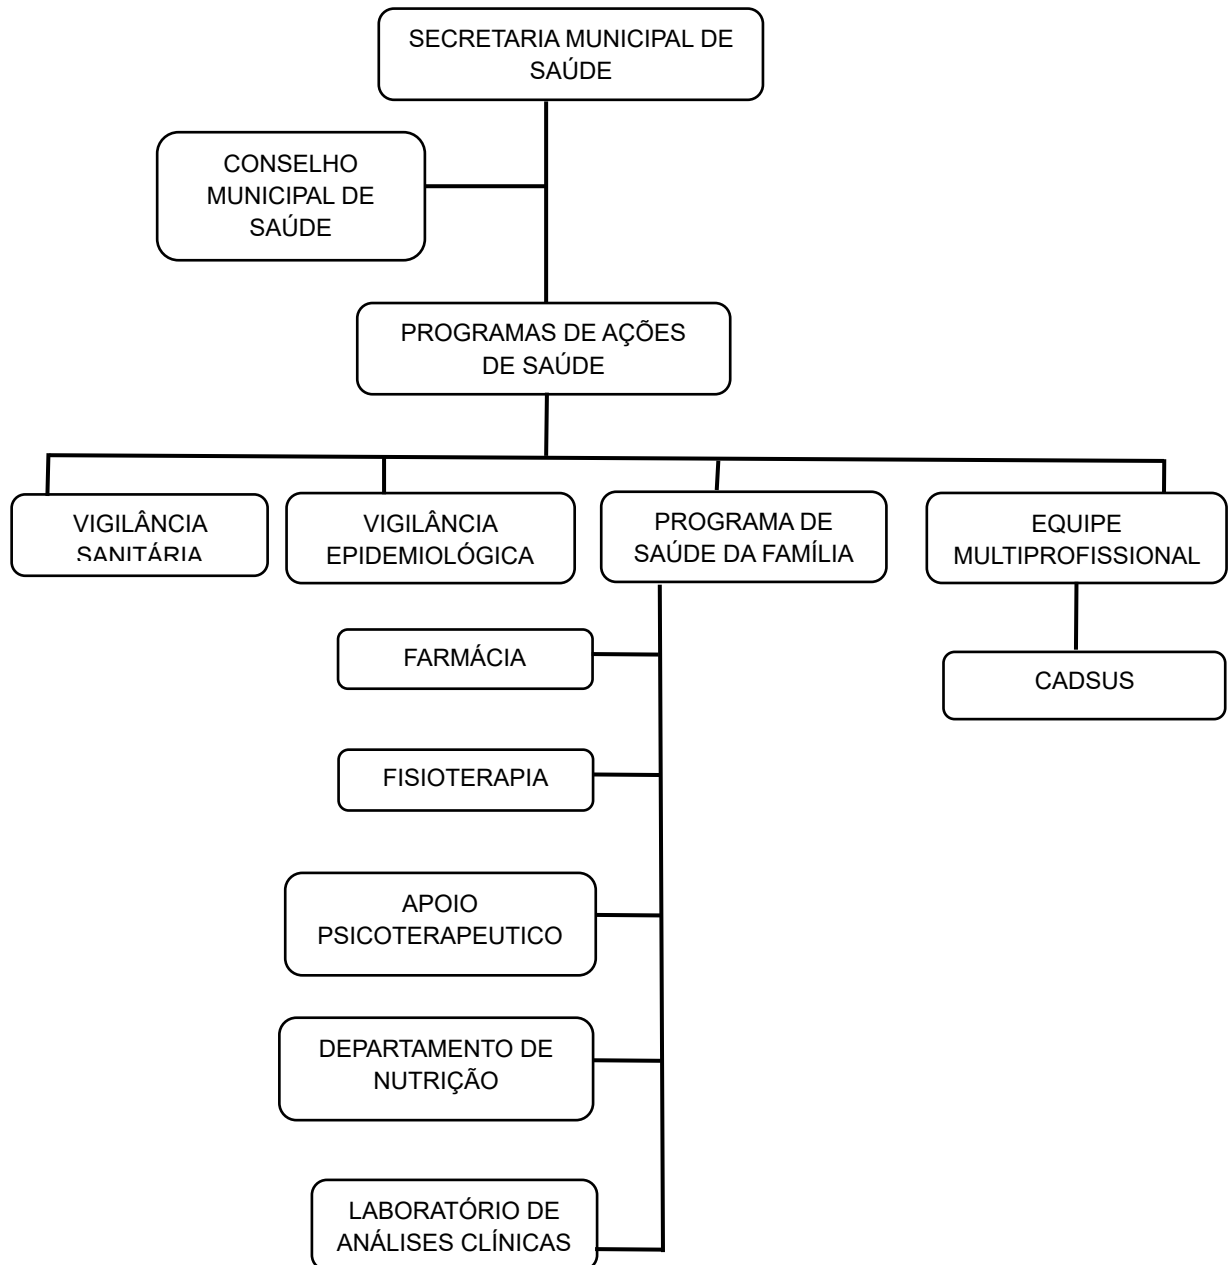 SECRETARIA MUNICIPAL DE
SAÚDE
CONSELHO
MUNICIPAL DE
SAÚDE
PROGRAMAS DE AÇÕES
DE SAÚDE
VIGILÂNCIA
SANITÁRIA
VIGILÂNCIA
EPIDEMIOLÓGICA
PROGRAMA DE
SAÚDE DA FAMÍLIA
EQUIPE
MULTIPROFISSIONAL
FARMÁCIA
CADSUS
FISIOTERAPIA
APOIO
PSICOTERAPEUTICO
DEPARTAMENTO DE
NUTRIÇÃO
LABORATÓRIO DE
ANÁLISES CLÍNICAS